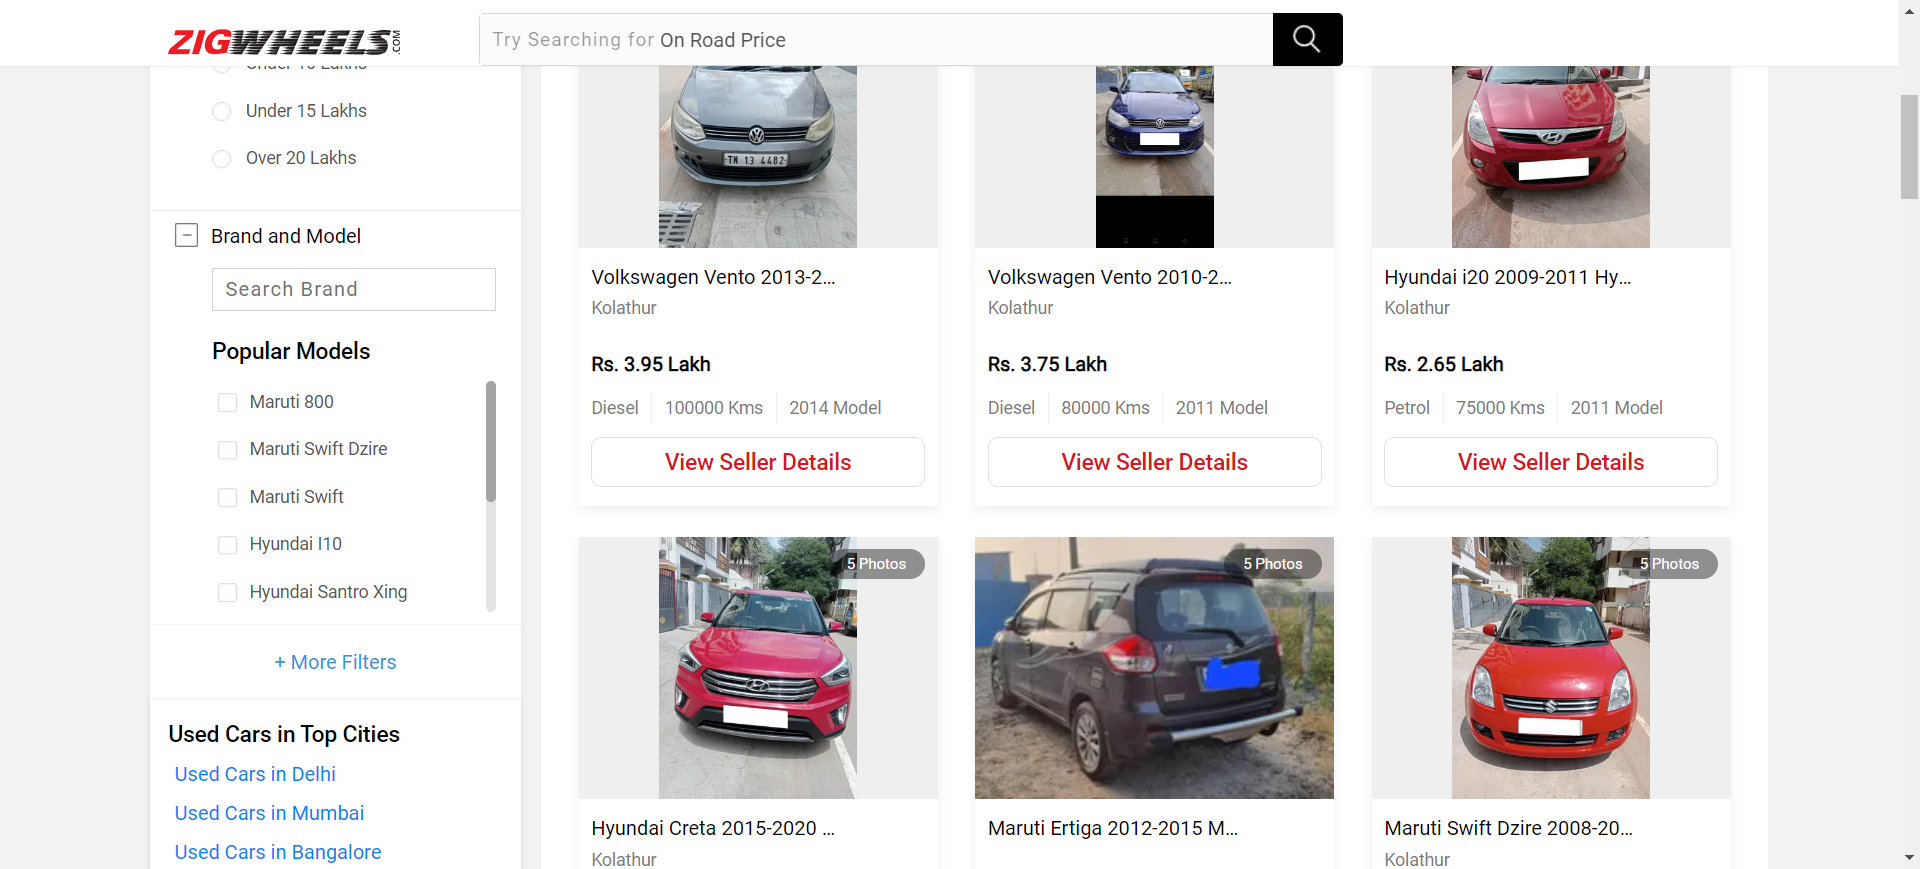 ZIGWHEELS.COM
Try Searching for On Road Price
Under 15 Lakhs
Over 20 Lakhs
Brand and Model
Search Brand
Popular Models
Maruti 800
Maruti Swift Dzire
Maruti Swift
Hyundai I10
Hyundai Santro Xing
+ More Filters
Used Cars in Top Cities
Used Cars in Delhi
Used Cars in Mumbai
Used Cars in Bangalore
TN 13 4482
Volkswagen Vento 2013-2...
Kolathur
Rs. 3.95 Lakh
Diesel 100000 Kms 2014 Model
View Seller Details
Volkswagen Vento 2010-2...
Kolathur
Rs. 3.75 Lakh
Diesel 80000 Kms 2011 Model
View Seller Details
Hyundai i20 2009-2011 Hy...
Kolathur
Rs. 2.65 Lakh
Petrol 75000 Kms 2011 Model
View Seller Details
5 Photos
Hyundai Creta 2015-2020 ...
Kolathur
5 Photos
Maruti Ertiga 2012-2015 M...
5 Photos
Maruti Swift Dzire 2008-20...
Kolathur